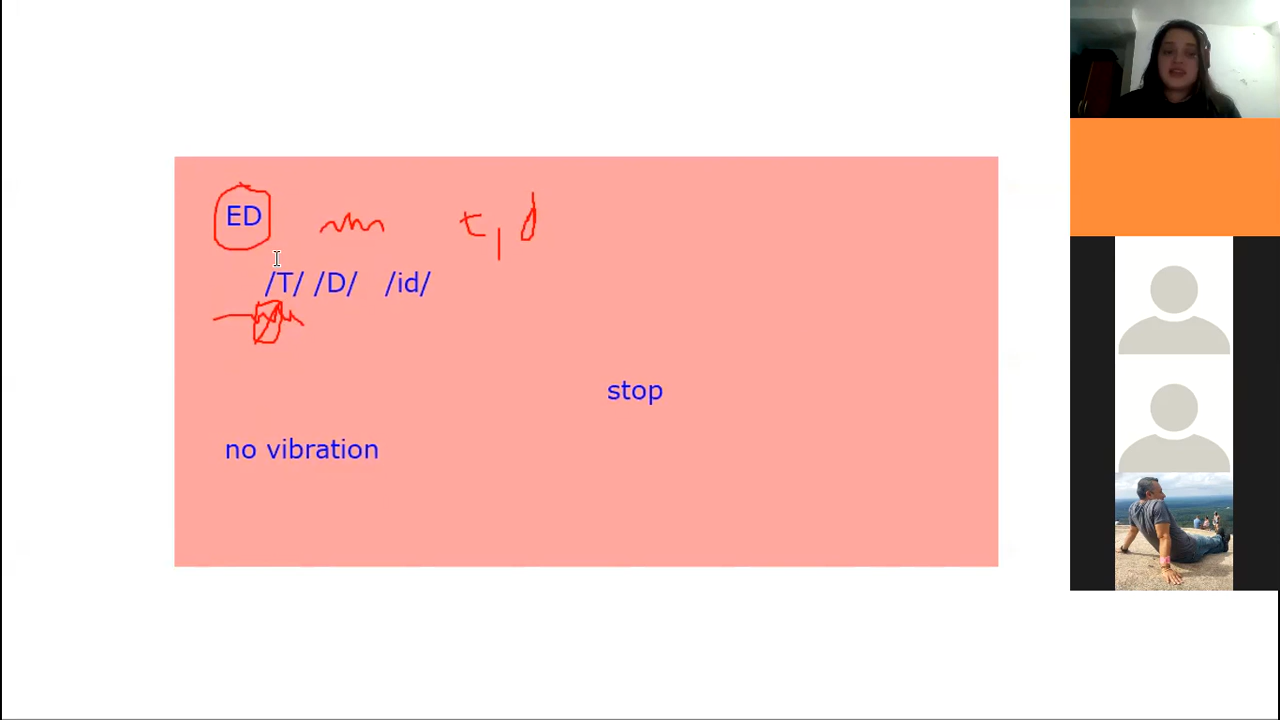 ED t, d
/T/ /D/ /id/
stop
no vibration